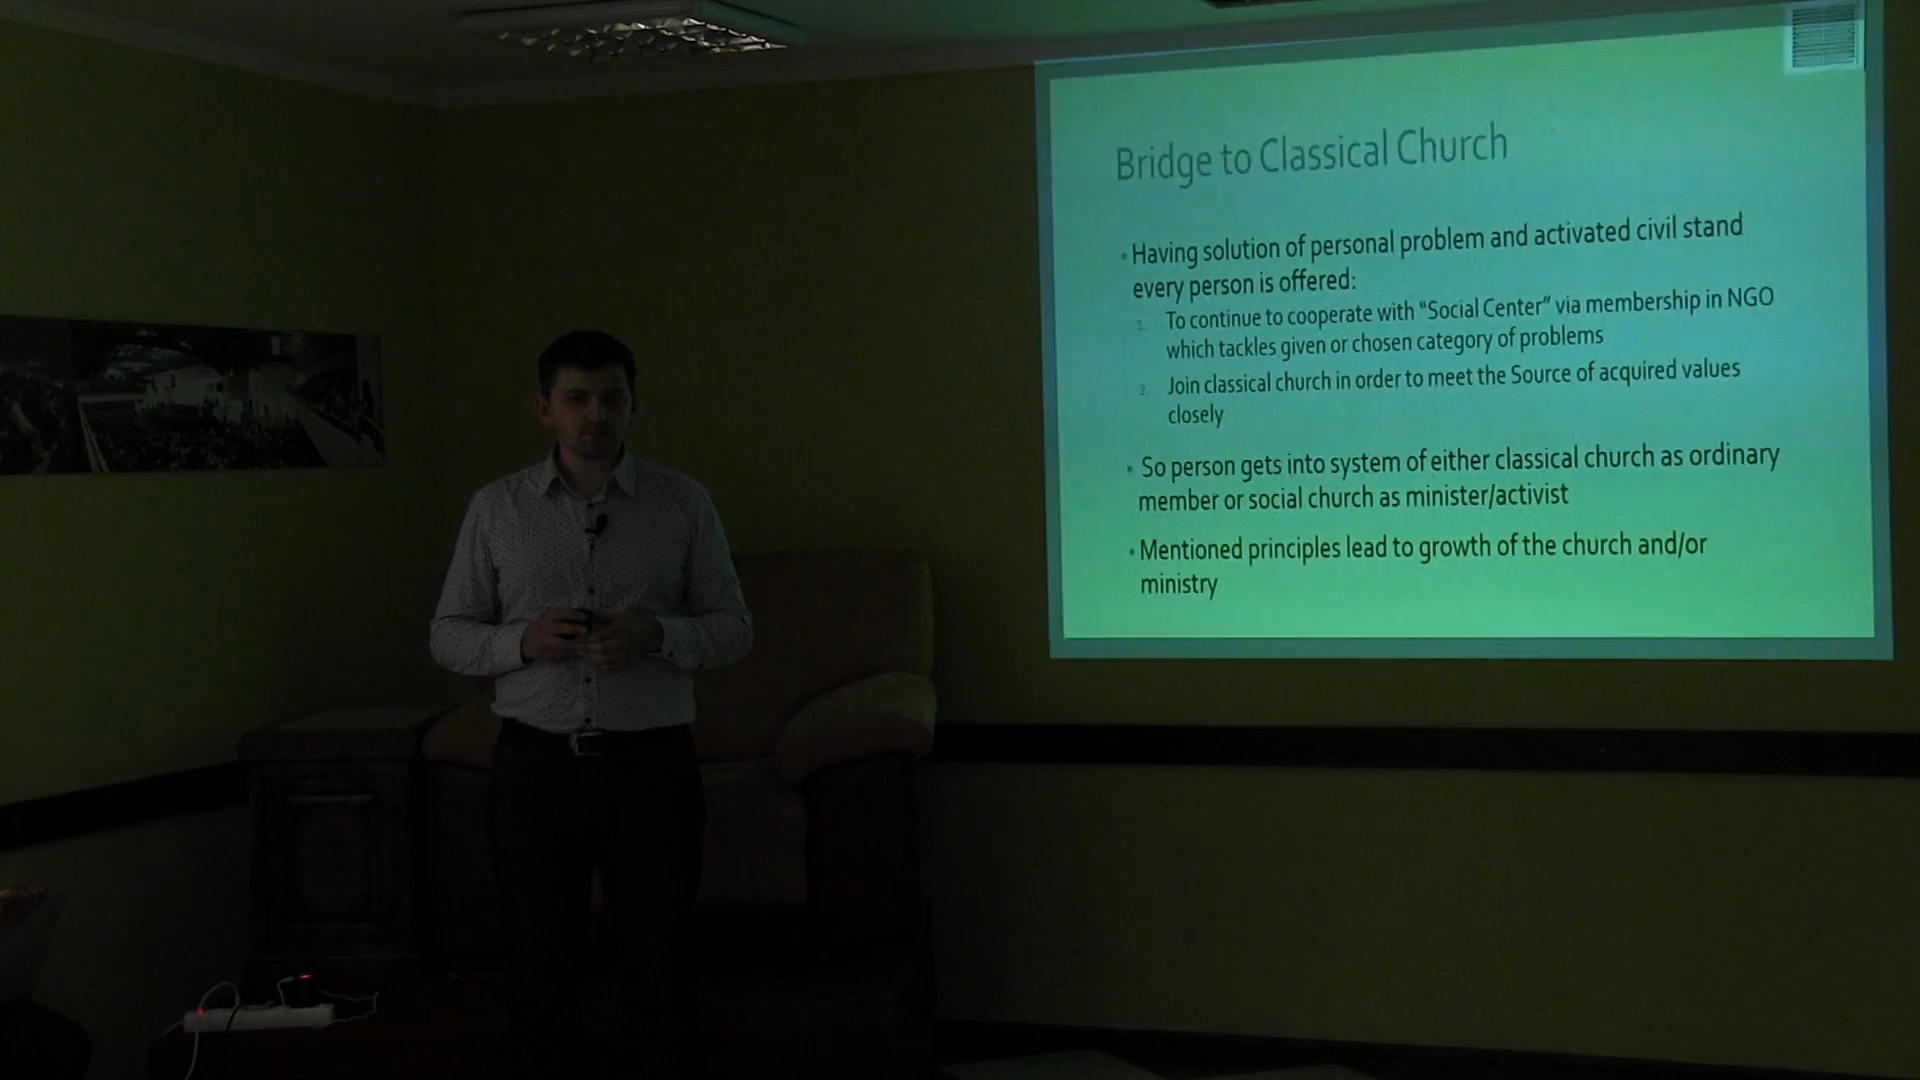 Bridge to Classical Church
• Having solution of personal problem and activated civil stand
every person is offered:
1. To continue to cooperate with “Social Center” via membership in NGO
which tackles given or chosen category of problems
2. Join classical church in order to meet the Source of acquired values
closely
• So person gets into system of either classical church as ordinary
member or social church as minister/activist
• Mentioned principles lead to growth of the church and/or
ministry